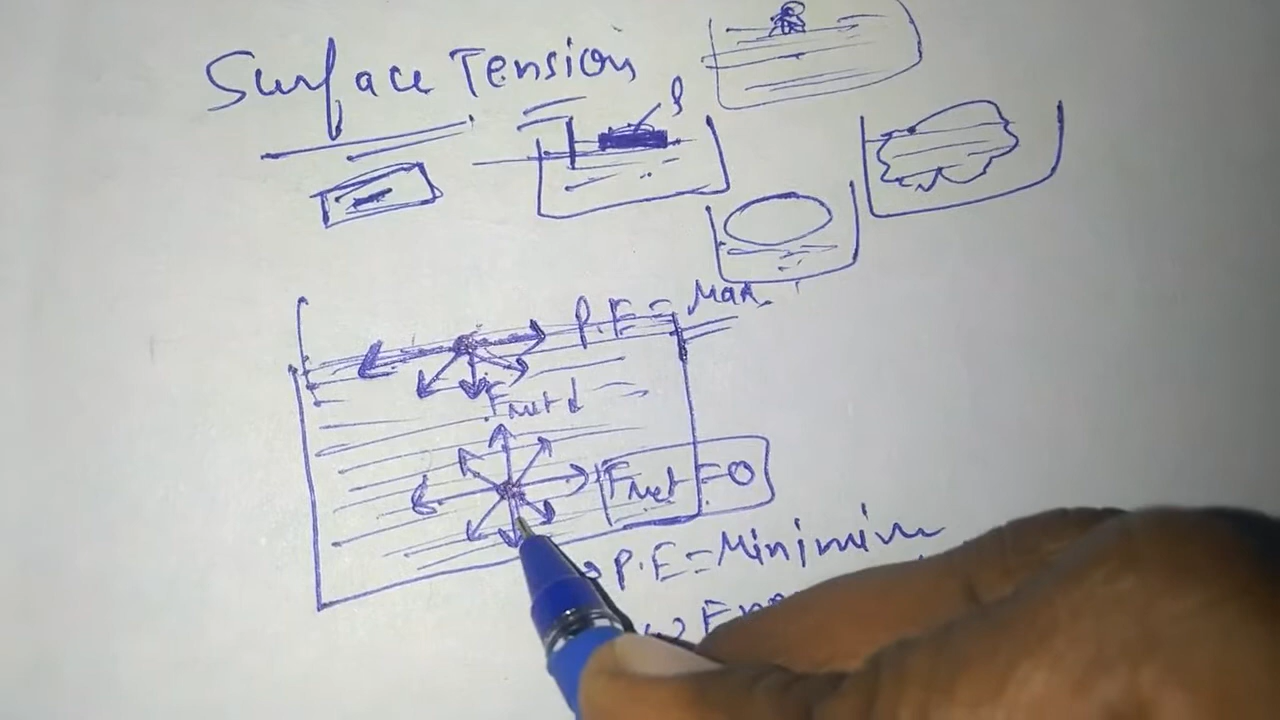 Surface Tension
P.E = Max.
Fnet ↓
Fnet = 0
P.E = Minimum